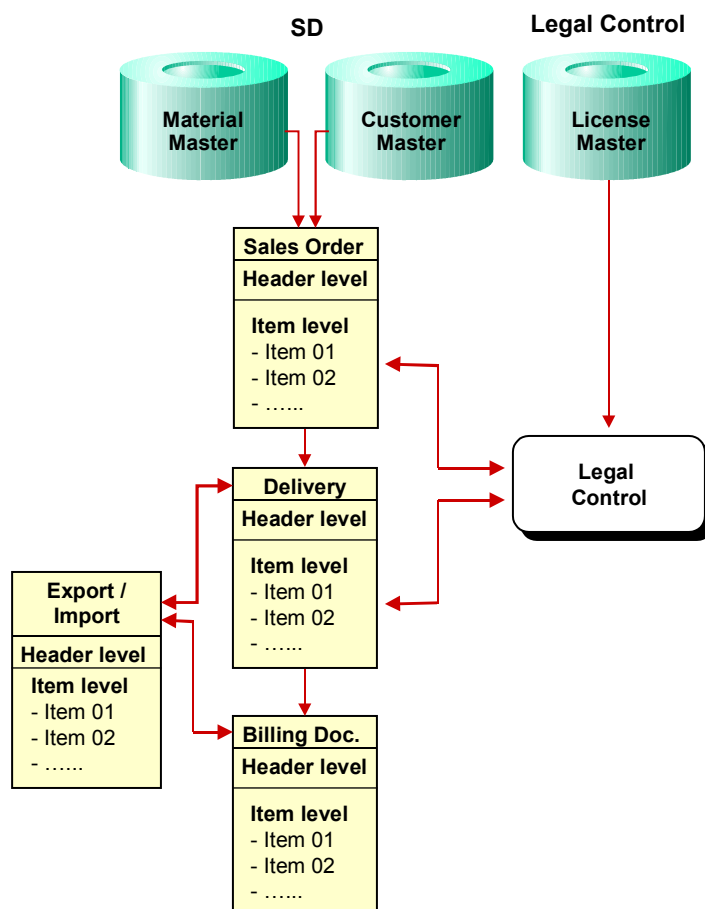 SD
Legal Control
Material
Master
Customer
Master
License
Master
Sales Order
Header level
Item level
- Item 01
- Item 02
- …...
Legal
Control
Delivery
Header level
Item level
- Item 01
- Item 02
- …...
Export /
Import
Header level
Item level
- Item 01
- Item 02
- …...
Billing Doc.
Header level
Item level
- Item 01
- Item 02
- …...